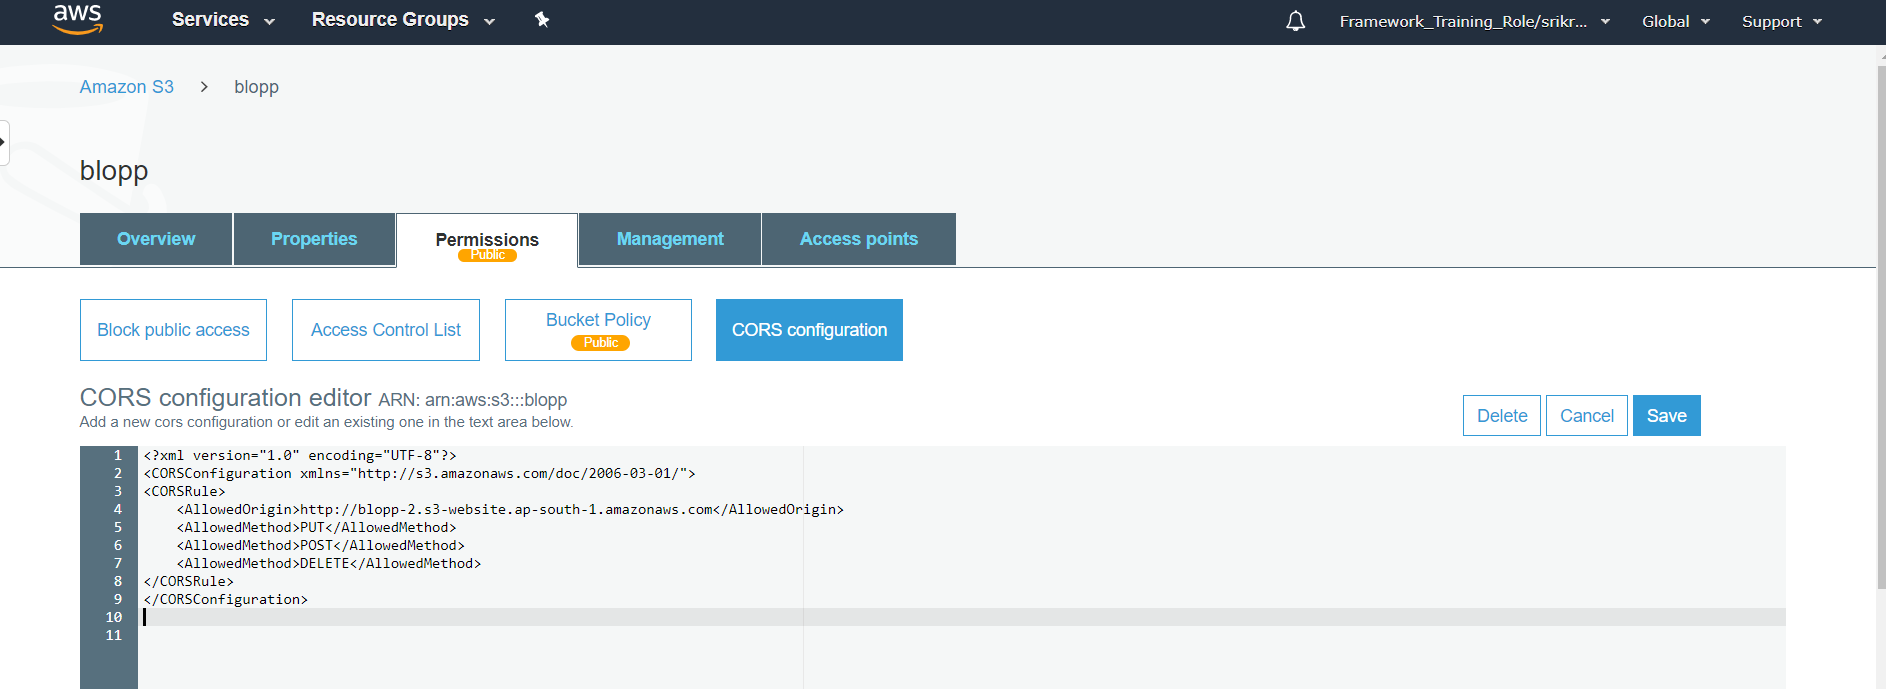 aws Services Resource Groups Framework_Training_Role/srikr... Global Support
Amazon S3 > blopp
blopp
Overview Properties Permissions Management Access points
Public
Block public access Access Control List Bucket Policy CORS configuration
Public
CORS configuration editor ARN: arn:aws:s3:::blopp
Add a new cors configuration or edit an existing one in the text area below.
Delete Cancel Save
1 <?xml version="1.0" encoding="UTF-8"?>
2 <CORSConfiguration xmlns="http://s3.amazonaws.com/doc/2006-03-01/">
3 <CORSRule>
4     <AllowedOrigin>http://blopp-2.s3-website.ap-south-1.amazonaws.com</AllowedOrigin>
5     <AllowedMethod>PUT</AllowedMethod>
6     <AllowedMethod>POST</AllowedMethod>
7     <AllowedMethod>DELETE</AllowedMethod>
8 </CORSRule>
9 </CORSConfiguration>
10
11